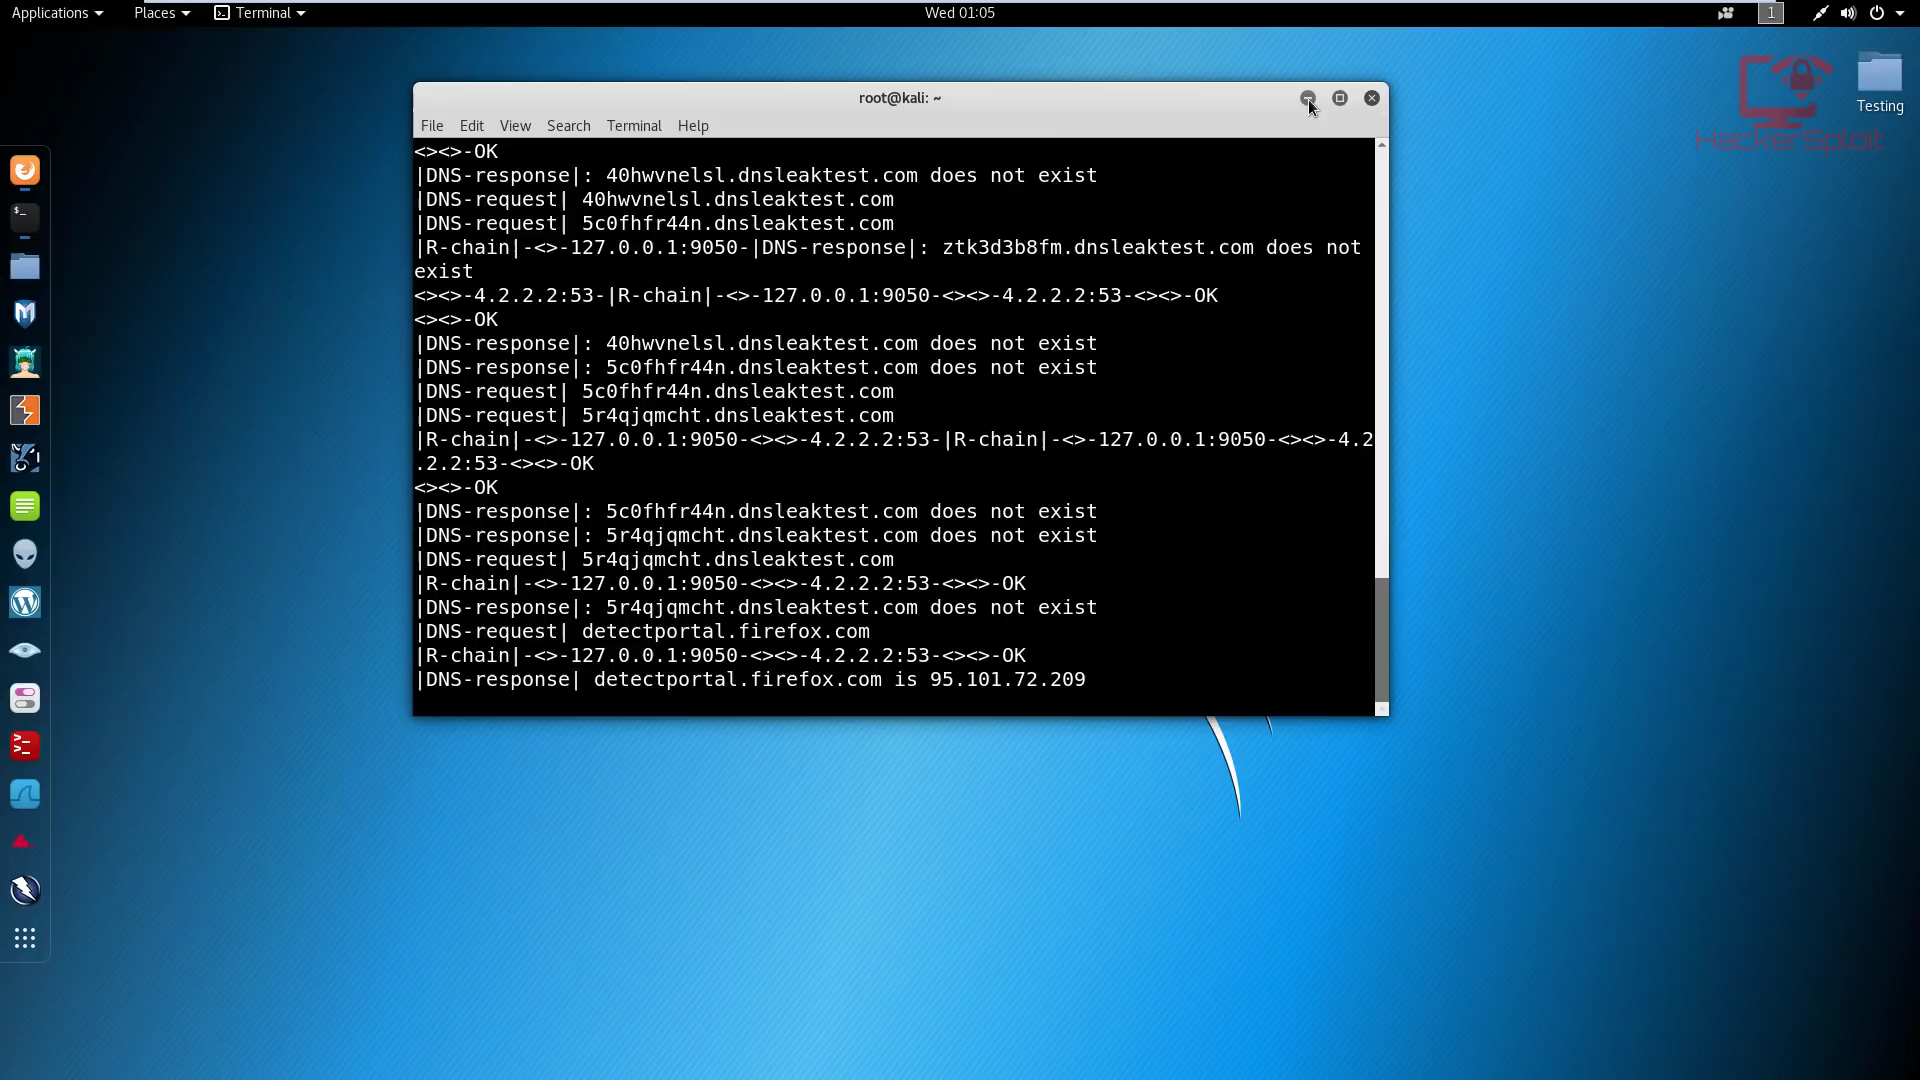 Applications
Places
Terminal
Wed 01:05
1
HackerSploit
Testing
root@kali: ~
File Edit View Search Terminal Help
<><>-OK
|DNS-response|: 40hwvnelsl.dnsleaktest.com does not exist
|DNS-request| 40hwvnelsl.dnsleaktest.com
|DNS-request| 5c0fhfr44n.dnsleaktest.com
|R-chain|-<>-127.0.0.1:9050-|DNS-response|: ztk3d3b8fm.dnsleaktest.com does not
exist
<><>-4.2.2.2:53-|R-chain|-<>-127.0.0.1:9050-<><>-4.2.2.2:53-<><>-OK
<><>-OK
|DNS-response|: 40hwvnelsl.dnsleaktest.com does not exist
|DNS-response|: 5c0fhfr44n.dnsleaktest.com does not exist
|DNS-request| 5c0fhfr44n.dnsleaktest.com
|DNS-request| 5r4qjqmcht.dnsleaktest.com
|R-chain|-<>-127.0.0.1:9050-<><>-4.2.2.2:53-|R-chain|-<>-127.0.0.1:9050-<><>-4.2
.2.2:53-<><>-OK
<><>-OK
|DNS-response|: 5c0fhfr44n.dnsleaktest.com does not exist
|DNS-response|: 5r4qjqmcht.dnsleaktest.com does not exist
|DNS-request| 5r4qjqmcht.dnsleaktest.com
|R-chain|-<>-127.0.0.1:9050-<><>-4.2.2.2:53-<><>-OK
|DNS-response|: 5r4qjqmcht.dnsleaktest.com does not exist
|DNS-request| detectportal.firefox.com
|R-chain|-<>-127.0.0.1:9050-<><>-4.2.2.2:53-<><>-OK
|DNS-response| detectportal.firefox.com is 95.101.72.209